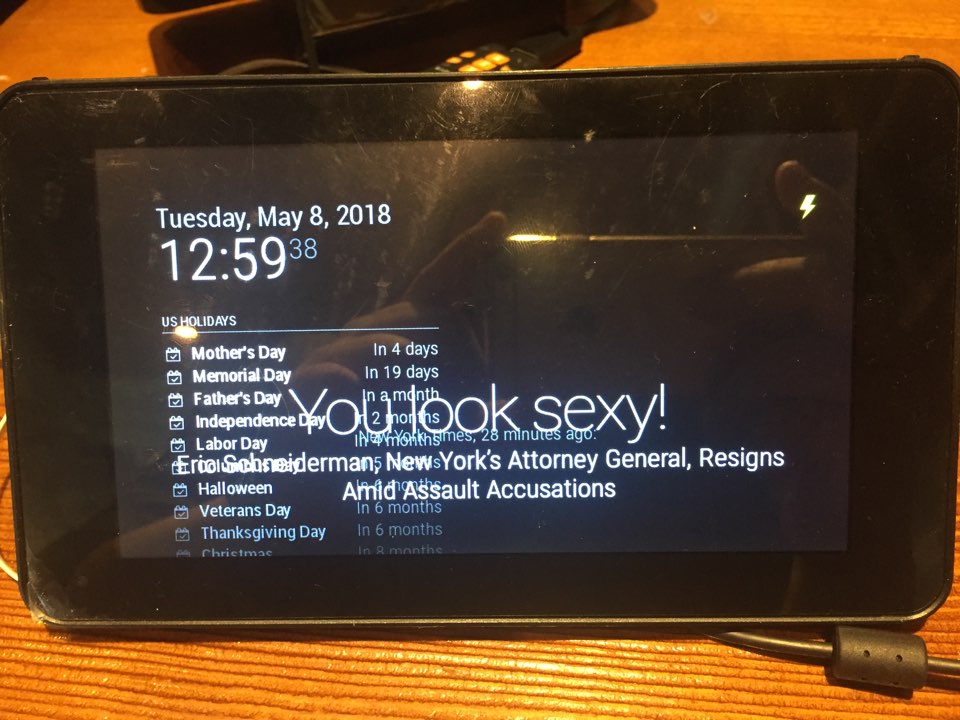 Tuesday, May 8, 2018
12:59 38
US HOLIDAYS
Mother's Day In 4 days
Memorial Day In 19 days
Father's Day In a month
Independence Day In 2 months
Labor Day In 4 months
Columbus Day In 5 months
Halloween In 6 months
Veterans Day In 6 months
Thanksgiving Day In 6 months
Christmas In 8 months
You look sexy!
New York Times, 28 minutes ago:
Eric Schneiderman, New York's Attorney General, Resigns
Amid Assault Accusations